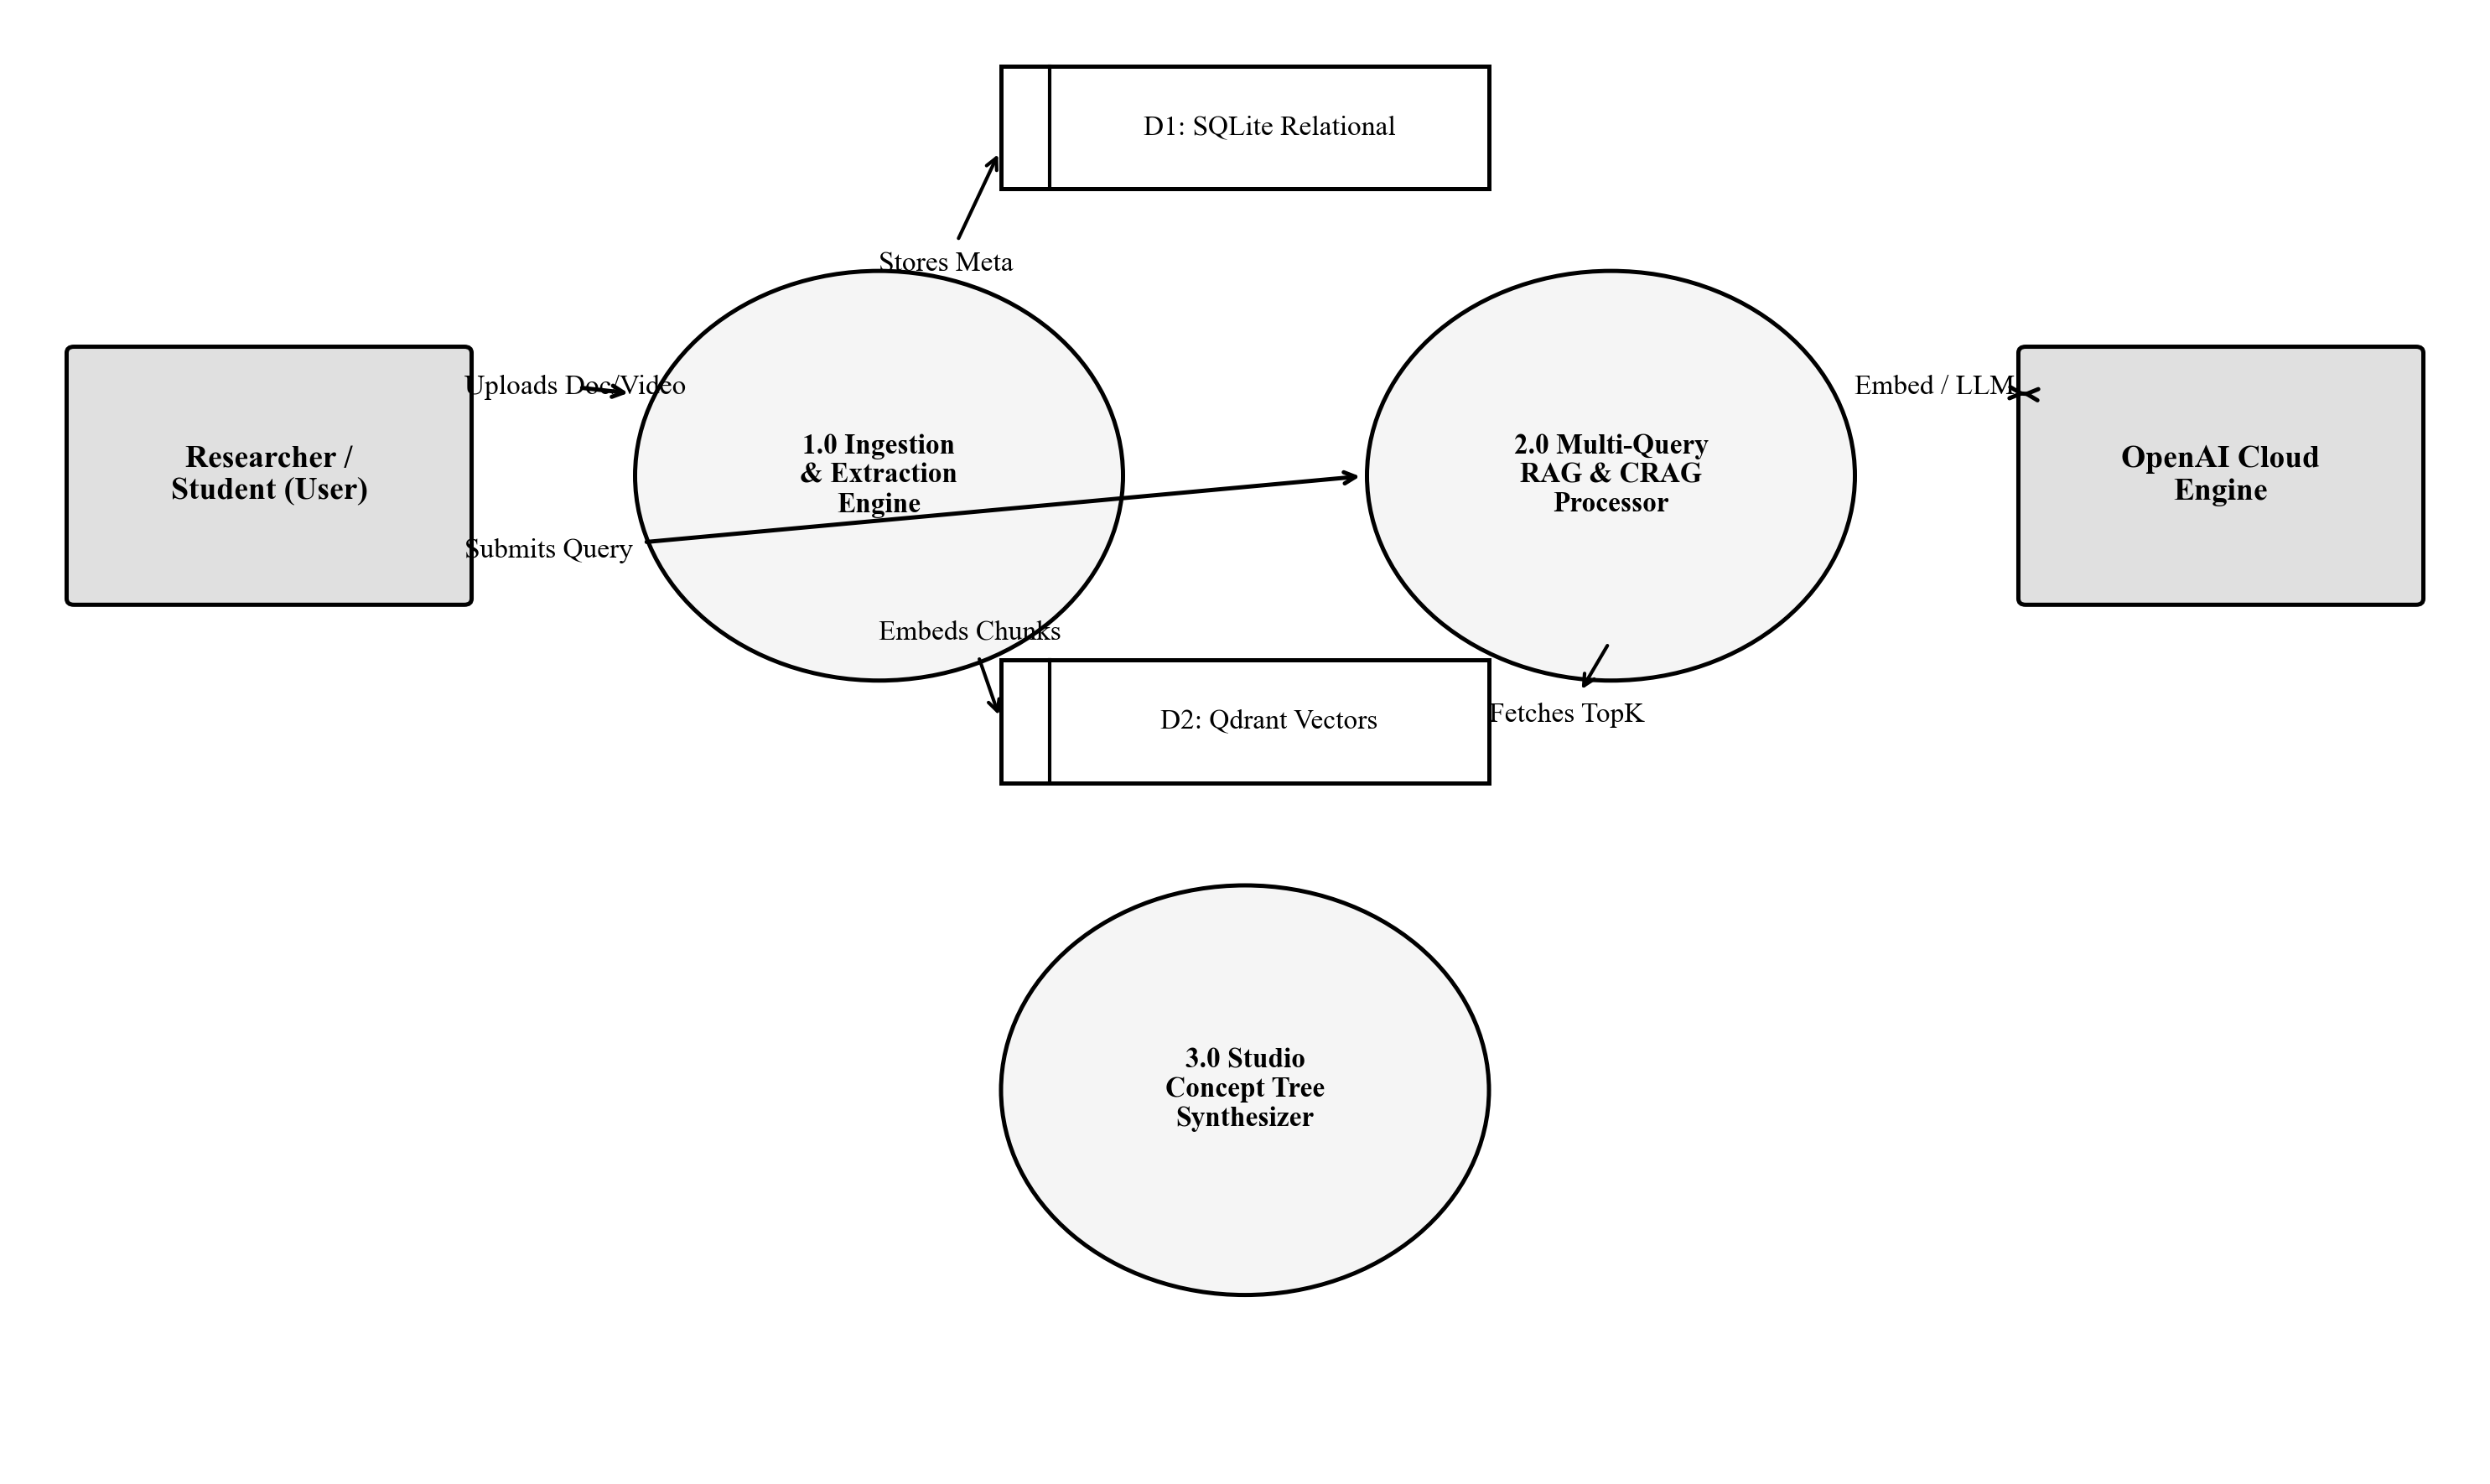 D1: SQLite Relational
Stores Meta
Uploads Doc/Video
Embed / LLM
Researcher /
Student (User)
1.0 Ingestion
& Extraction
Engine
2.0 Multi-Query
RAG & CRAG
Processor
OpenAI Cloud
Engine
Submits Query
Embeds Chunks
D2: Qdrant Vectors
Fetches TopK
3.0 Studio
Concept Tree
Synthesizer